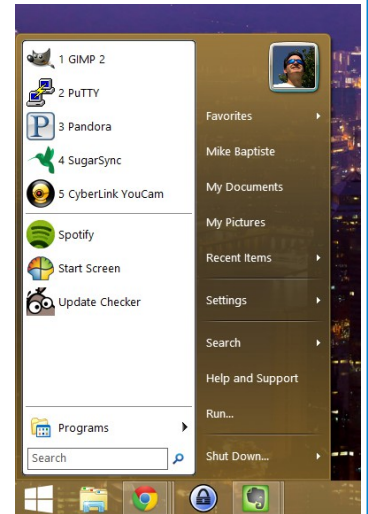 1 GIMP 2
2 PuTTY
3 Pandora
4 SugarSync
5 CyberLink YouCam
Spotify
Start Screen
Update Checker
Programs
Search
Favorites
Mike Baptiste
My Documents
My Pictures
Recent Items
Settings
Search
Help and Support
Run...
Shut Down...